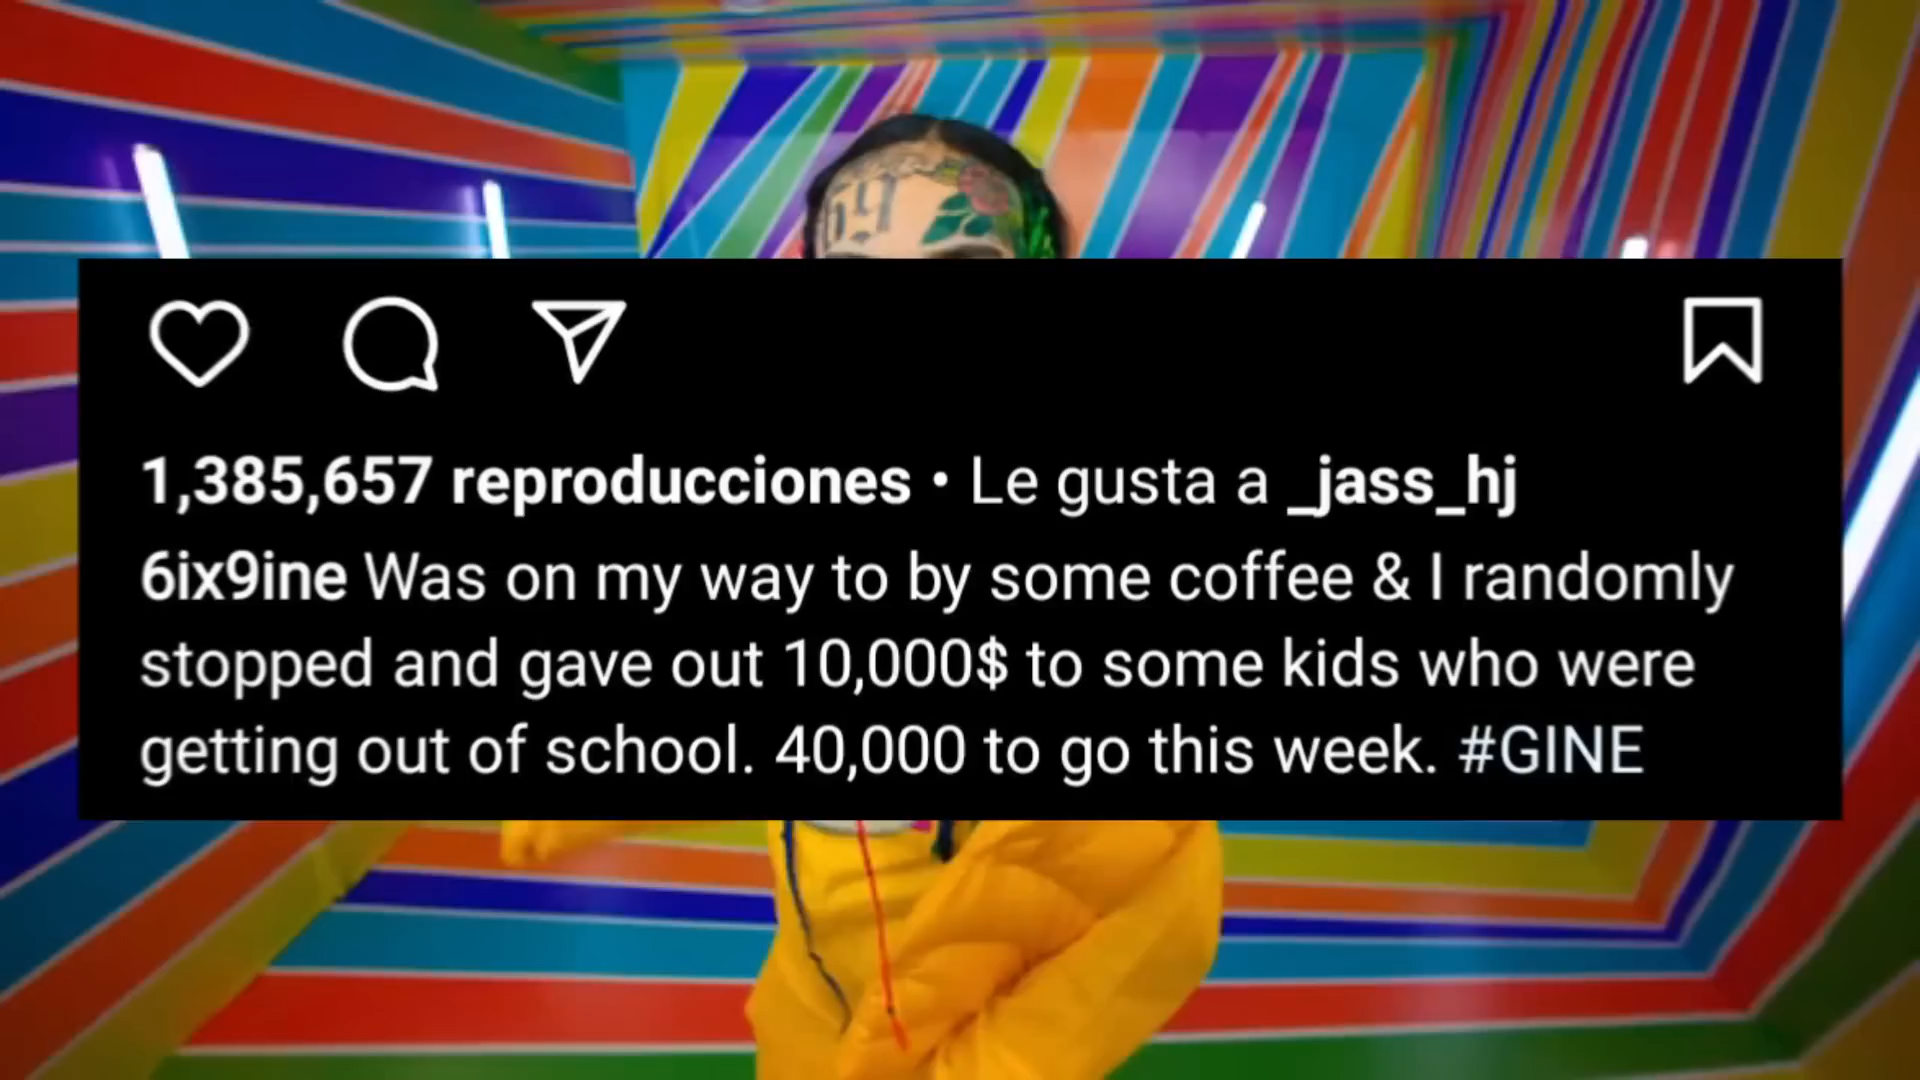 69
1,385,657 reproducciones • Le gusta a _jass_hj
6ix9ine Was on my way to by some coffee & I randomly
stopped and gave out 10,000$ to some kids who were
getting out of school. 40,000 to go this week. #GINE